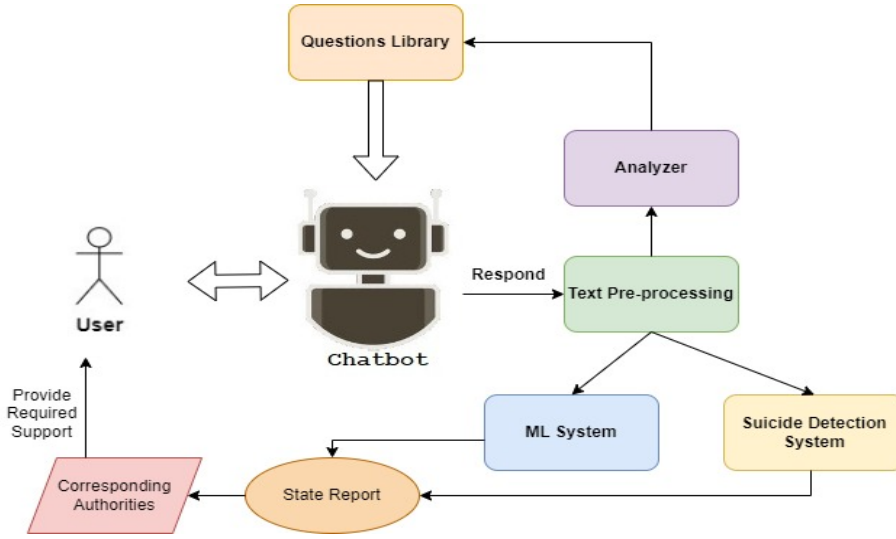 Questions Library
Analyzer
Respond
Text Pre-processing
User
Chatbot
Provide
Required
Support
ML System
Suicide Detection
System
Corresponding
Authorities
State Report